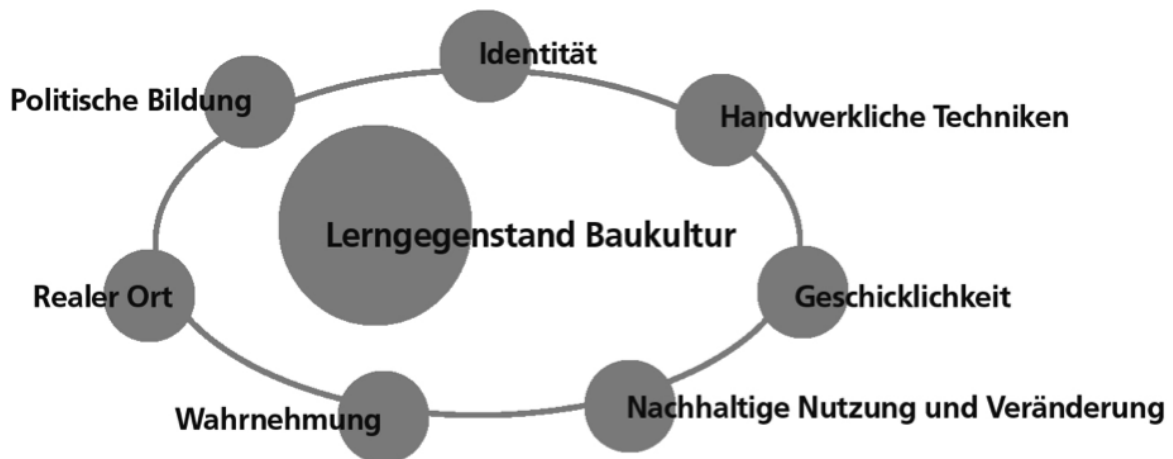 Identität
Politische Bildung
Handwerkliche Techniken
Lerngegenstand Baukultur
Realer Ort
Geschicklichkeit
Wahrnehmung
Nachhaltige Nutzung und Veränderung